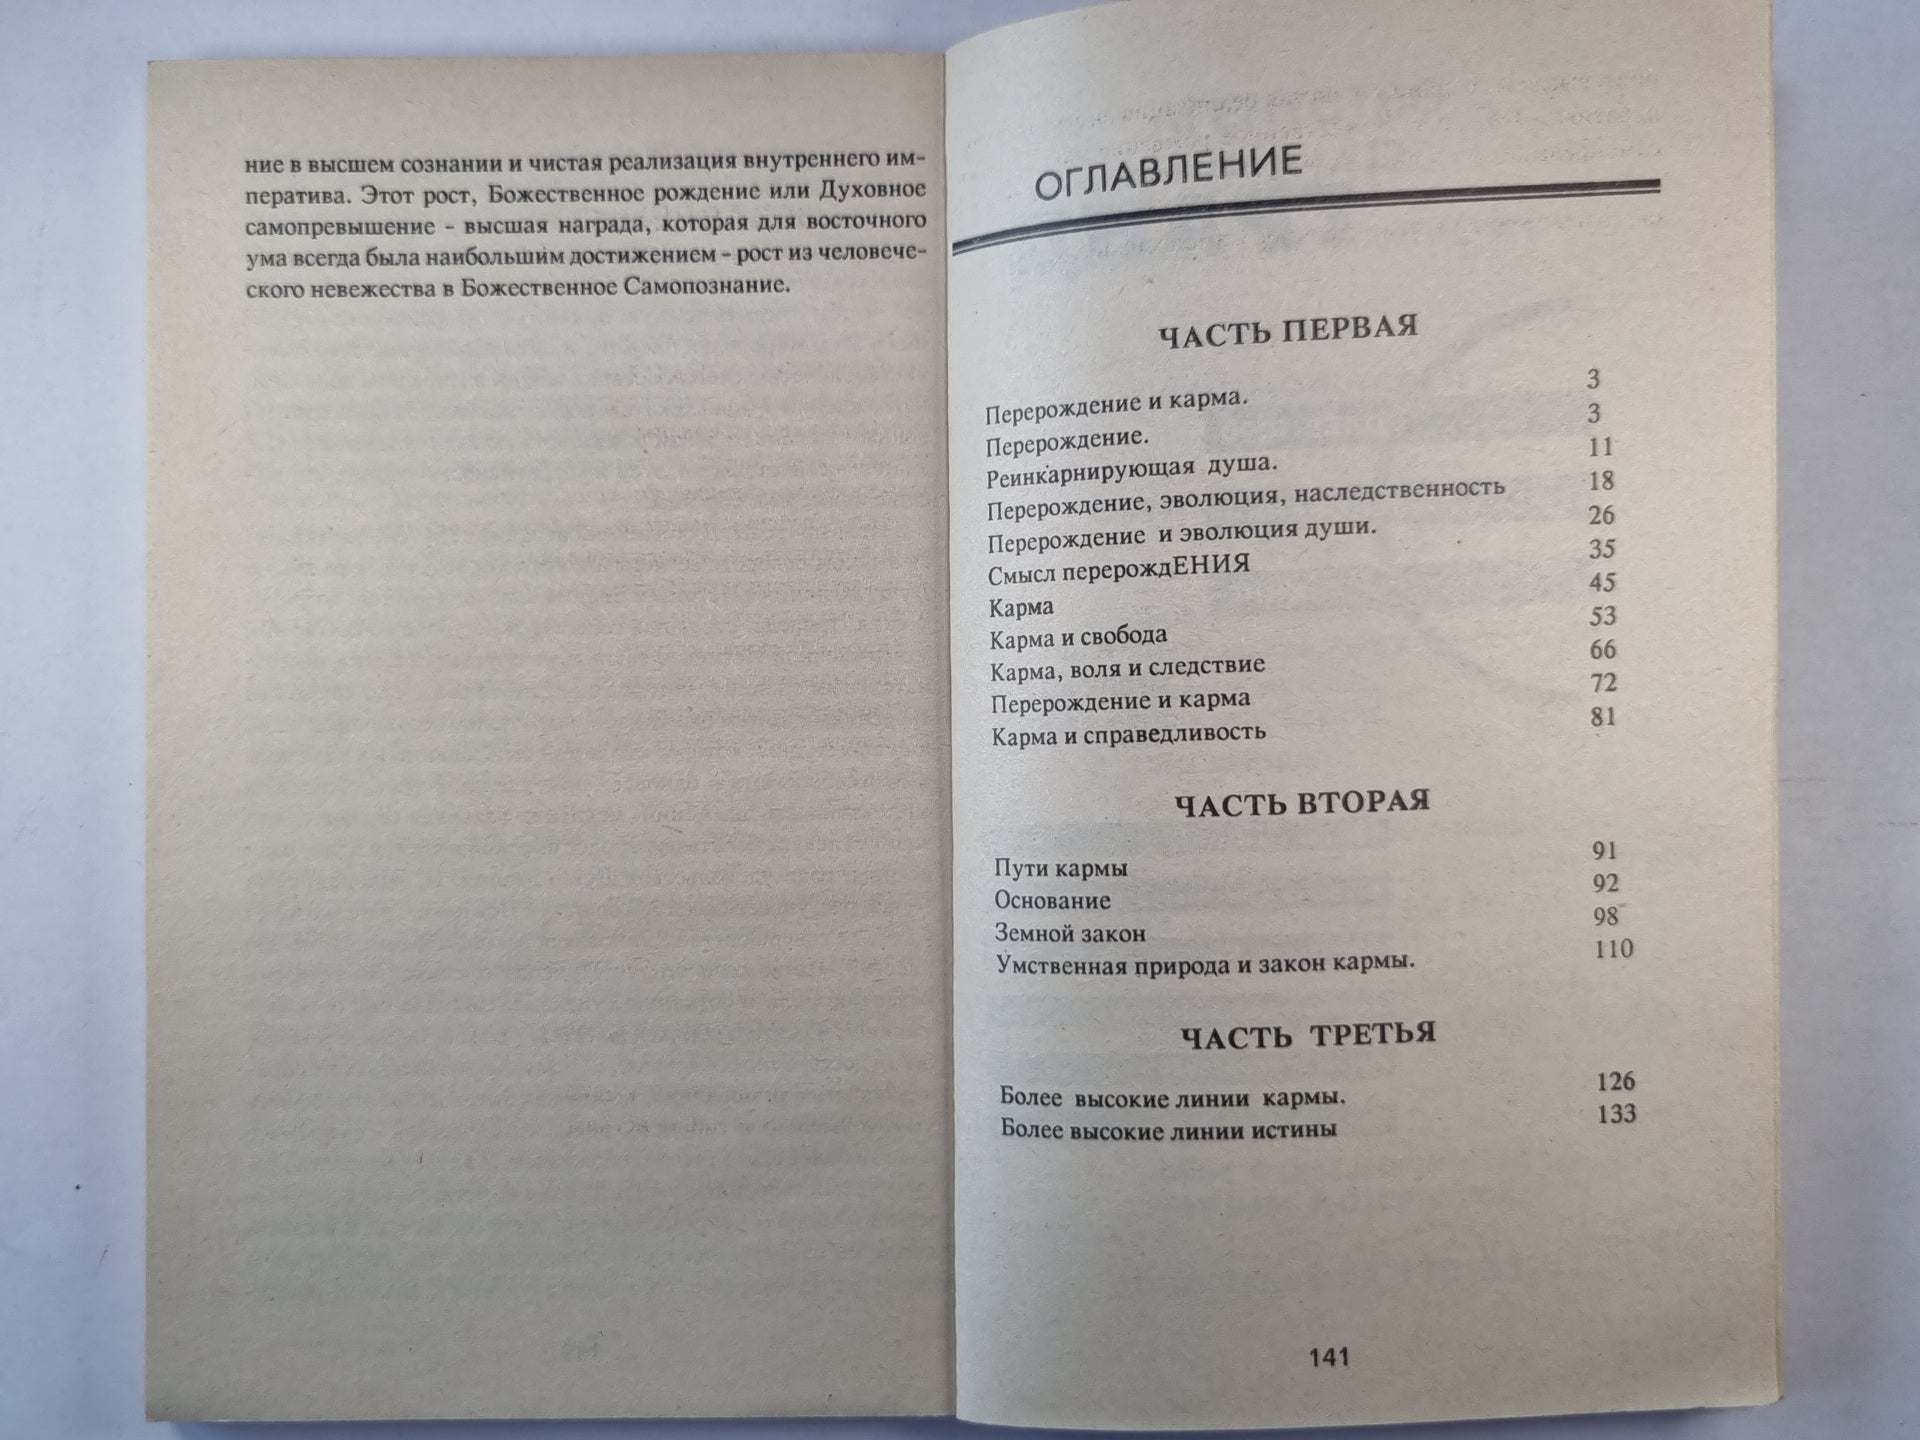 ние в высшем сознании и чистая реализация внутреннего им-
ператива. Этот рост, Божественное рождение или Духовное
самопревышение - высшая награда, которая для восточного
ума всегда была наибольшим достижением - рост из человече-
ского невежества в Божественное Самопознание.
ОГЛАВЛЕНИЕ
ЧАСТЬ ПЕРВАЯ
Перерождение и карма. 3
Перерождение. 3
Реинкарнирующая душа. 11
Перерождение, эволюция, наследственность 18
Перерождение и эволюция души. 26
Смысл перерождЕНИЯ 35
Карма 45
Карма и свобода 53
Карма, воля и следствие 66
Перерождение и карма 72
Карма и справедливость 81
ЧАСТЬ ВТОРАЯ
Пути кармы 91
Основание 92
Земной закон 98
Умственная природа и закон кармы. 110
ЧАСТЬ ТРЕТЬЯ
Более высокие линии кармы. 126
Более высокие линии истины 133
141